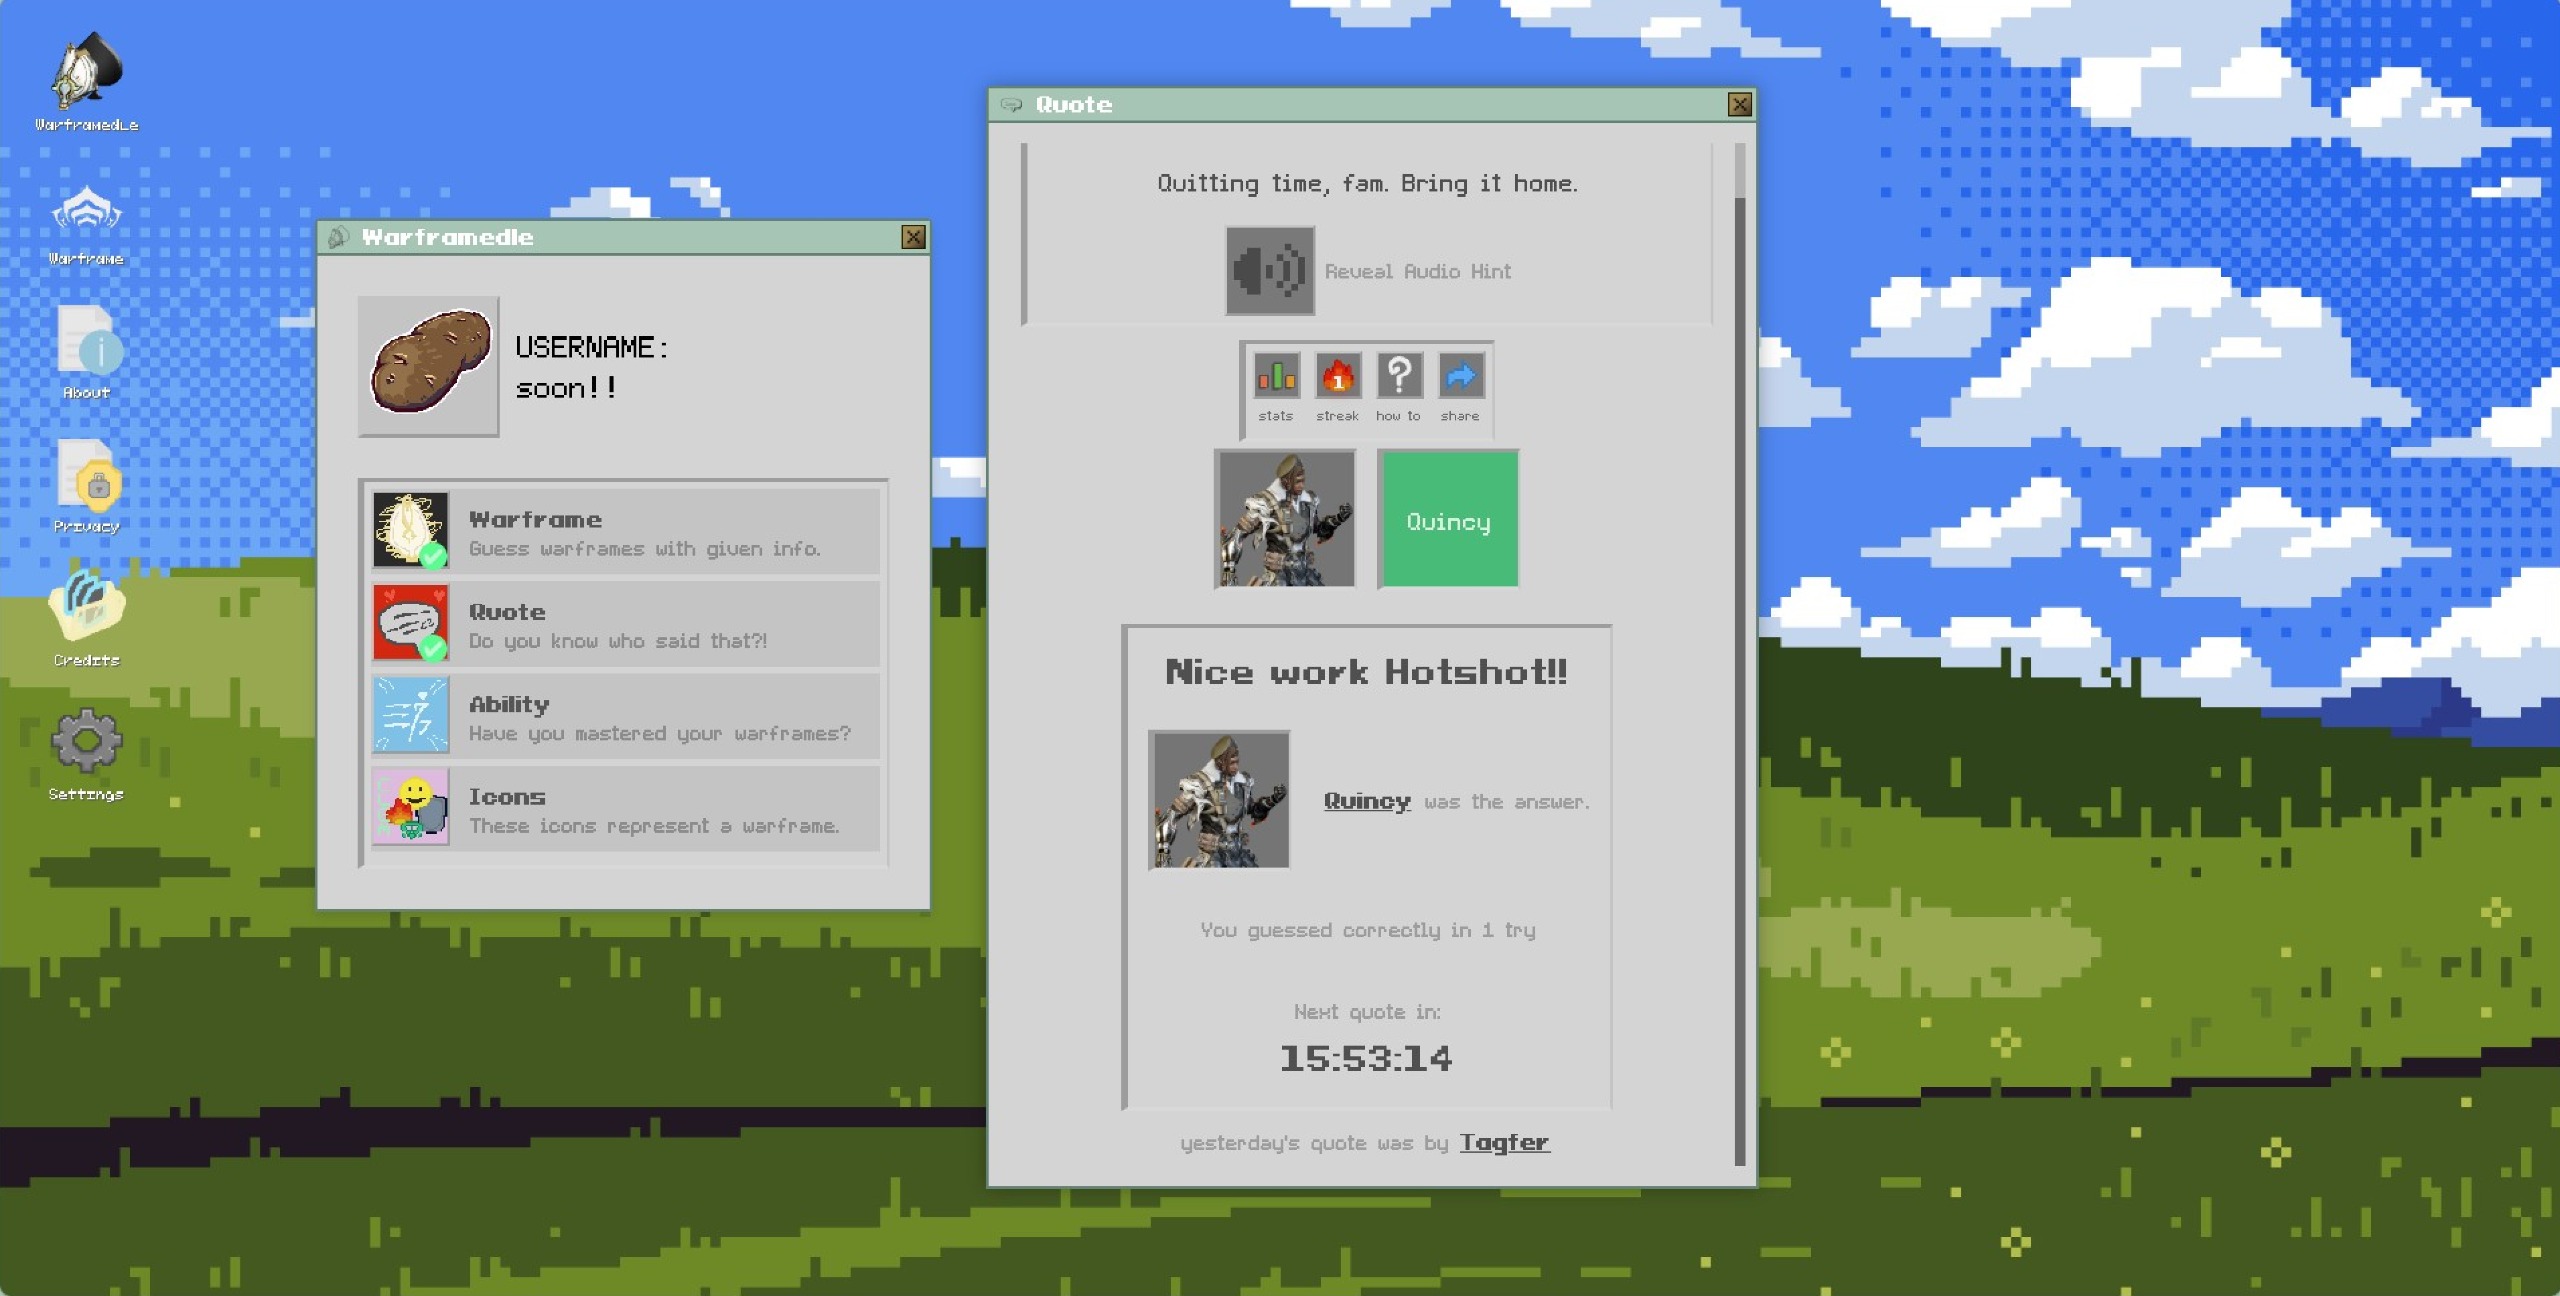 Warframedle
Warframe
About
Privacy
Credits
Settings
Warframedle
USERNAME:
soon!!
Warframe
Guess warframes with given info.
Quote
Do you know who said that?!
Ability
Have you mastered your warframes?
Icons
These icons represent a warframe.
Quote
Quitting time, fam. Bring it home.
Reveal Audio Hint
1
stats streak how to share
Quincy
Nice work Hotshot!!
Quincy was the answer.
You guessed correctly in 1 try
Next quote in:
15:53:14
yesterday's quote was by Tagfer